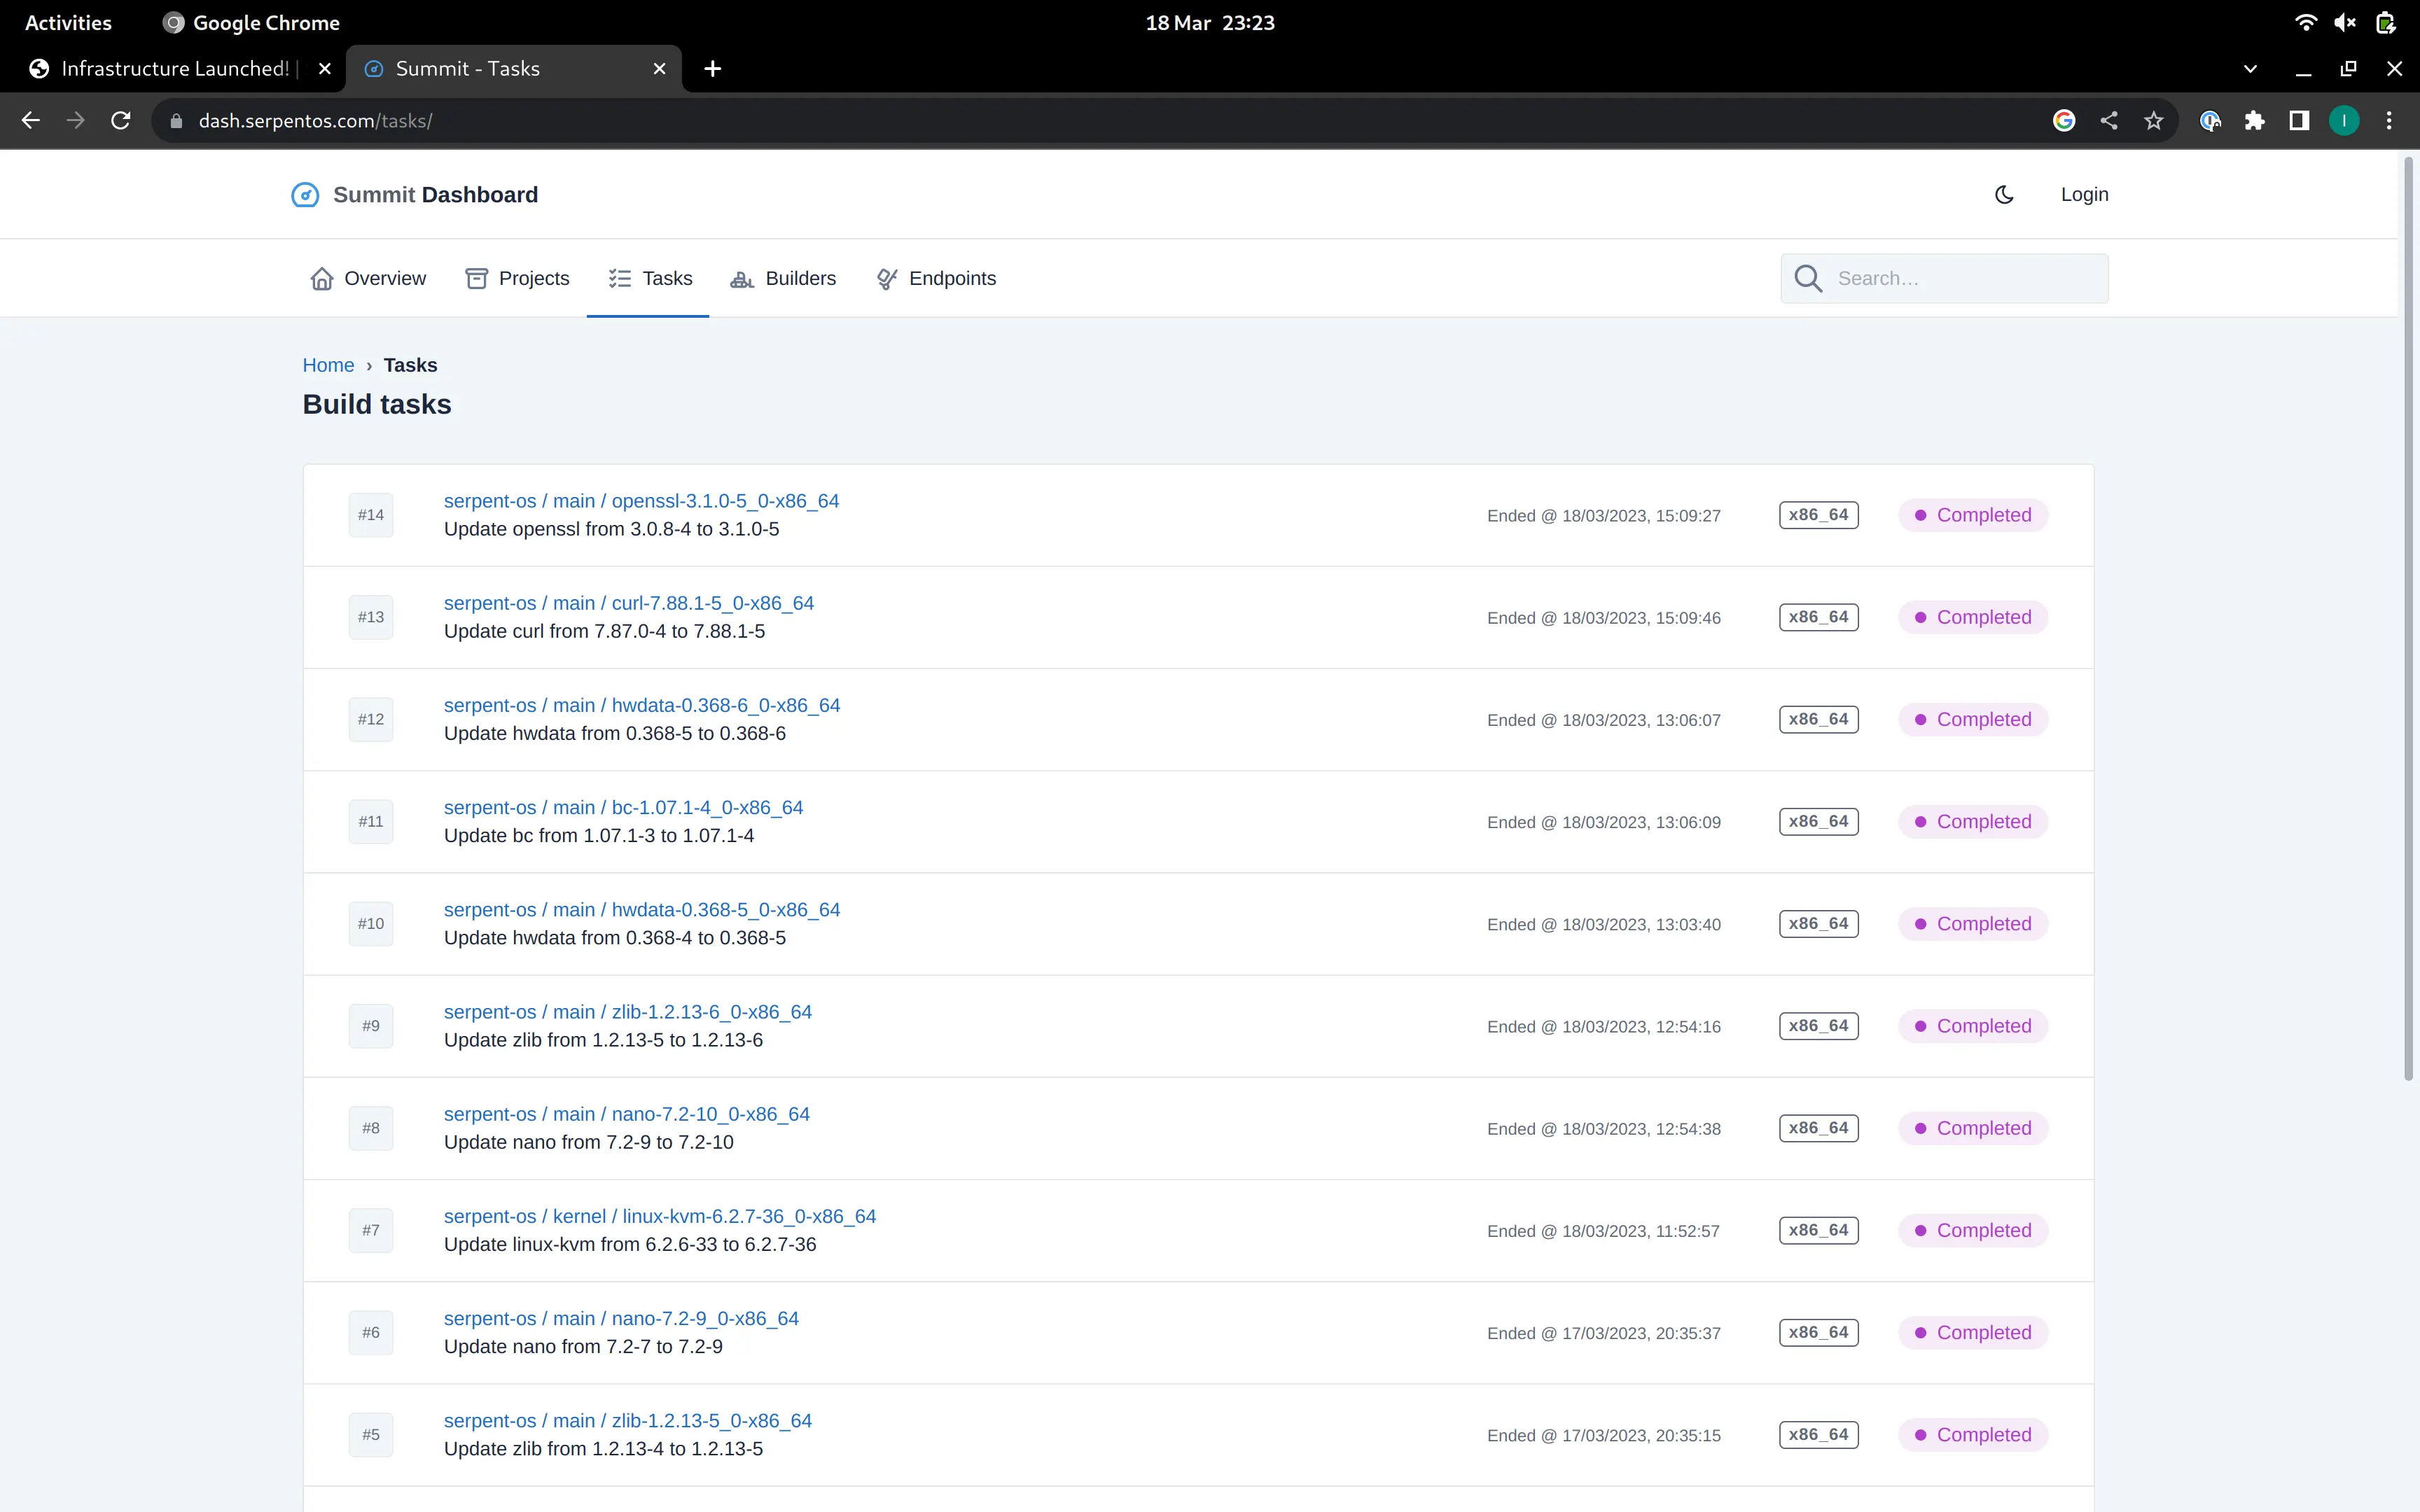 Activities Google Chrome 18 Mar 23:23
Infrastructure Launched! | Summit - Tasks
dash.serpentos.com/tasks/ I
Summit Dashboard Login
Overview Projects Tasks Builders Endpoints Search…
Home › Tasks
Build tasks
#14 serpent-os / main / openssl-3.1.0-5_0-x86_64 Ended @ 18/03/2023, 15:09:27 x86_64 Completed
Update openssl from 3.0.8-4 to 3.1.0-5
#13 serpent-os / main / curl-7.88.1-5_0-x86_64 Ended @ 18/03/2023, 15:09:46 x86_64 Completed
Update curl from 7.87.0-4 to 7.88.1-5
#12 serpent-os / main / hwdata-0.368-6_0-x86_64 Ended @ 18/03/2023, 13:06:07 x86_64 Completed
Update hwdata from 0.368-5 to 0.368-6
#11 serpent-os / main / bc-1.07.1-4_0-x86_64 Ended @ 18/03/2023, 13:06:09 x86_64 Completed
Update bc from 1.07.1-3 to 1.07.1-4
#10 serpent-os / main / hwdata-0.368-5_0-x86_64 Ended @ 18/03/2023, 13:03:40 x86_64 Completed
Update hwdata from 0.368-4 to 0.368-5
#9 serpent-os / main / zlib-1.2.13-6_0-x86_64 Ended @ 18/03/2023, 12:54:16 x86_64 Completed
Update zlib from 1.2.13-5 to 1.2.13-6
#8 serpent-os / main / nano-7.2-10_0-x86_64 Ended @ 18/03/2023, 12:54:38 x86_64 Completed
Update nano from 7.2-9 to 7.2-10
#7 serpent-os / kernel / linux-kvm-6.2.7-36_0-x86_64 Ended @ 18/03/2023, 11:52:57 x86_64 Completed
Update linux-kvm from 6.2.6-33 to 6.2.7-36
#6 serpent-os / main / nano-7.2-9_0-x86_64 Ended @ 17/03/2023, 20:35:37 x86_64 Completed
Update nano from 7.2-7 to 7.2-9
#5 serpent-os / main / zlib-1.2.13-5_0-x86_64 Ended @ 17/03/2023, 20:35:15 x86_64 Completed
Update zlib from 1.2.13-4 to 1.2.13-5